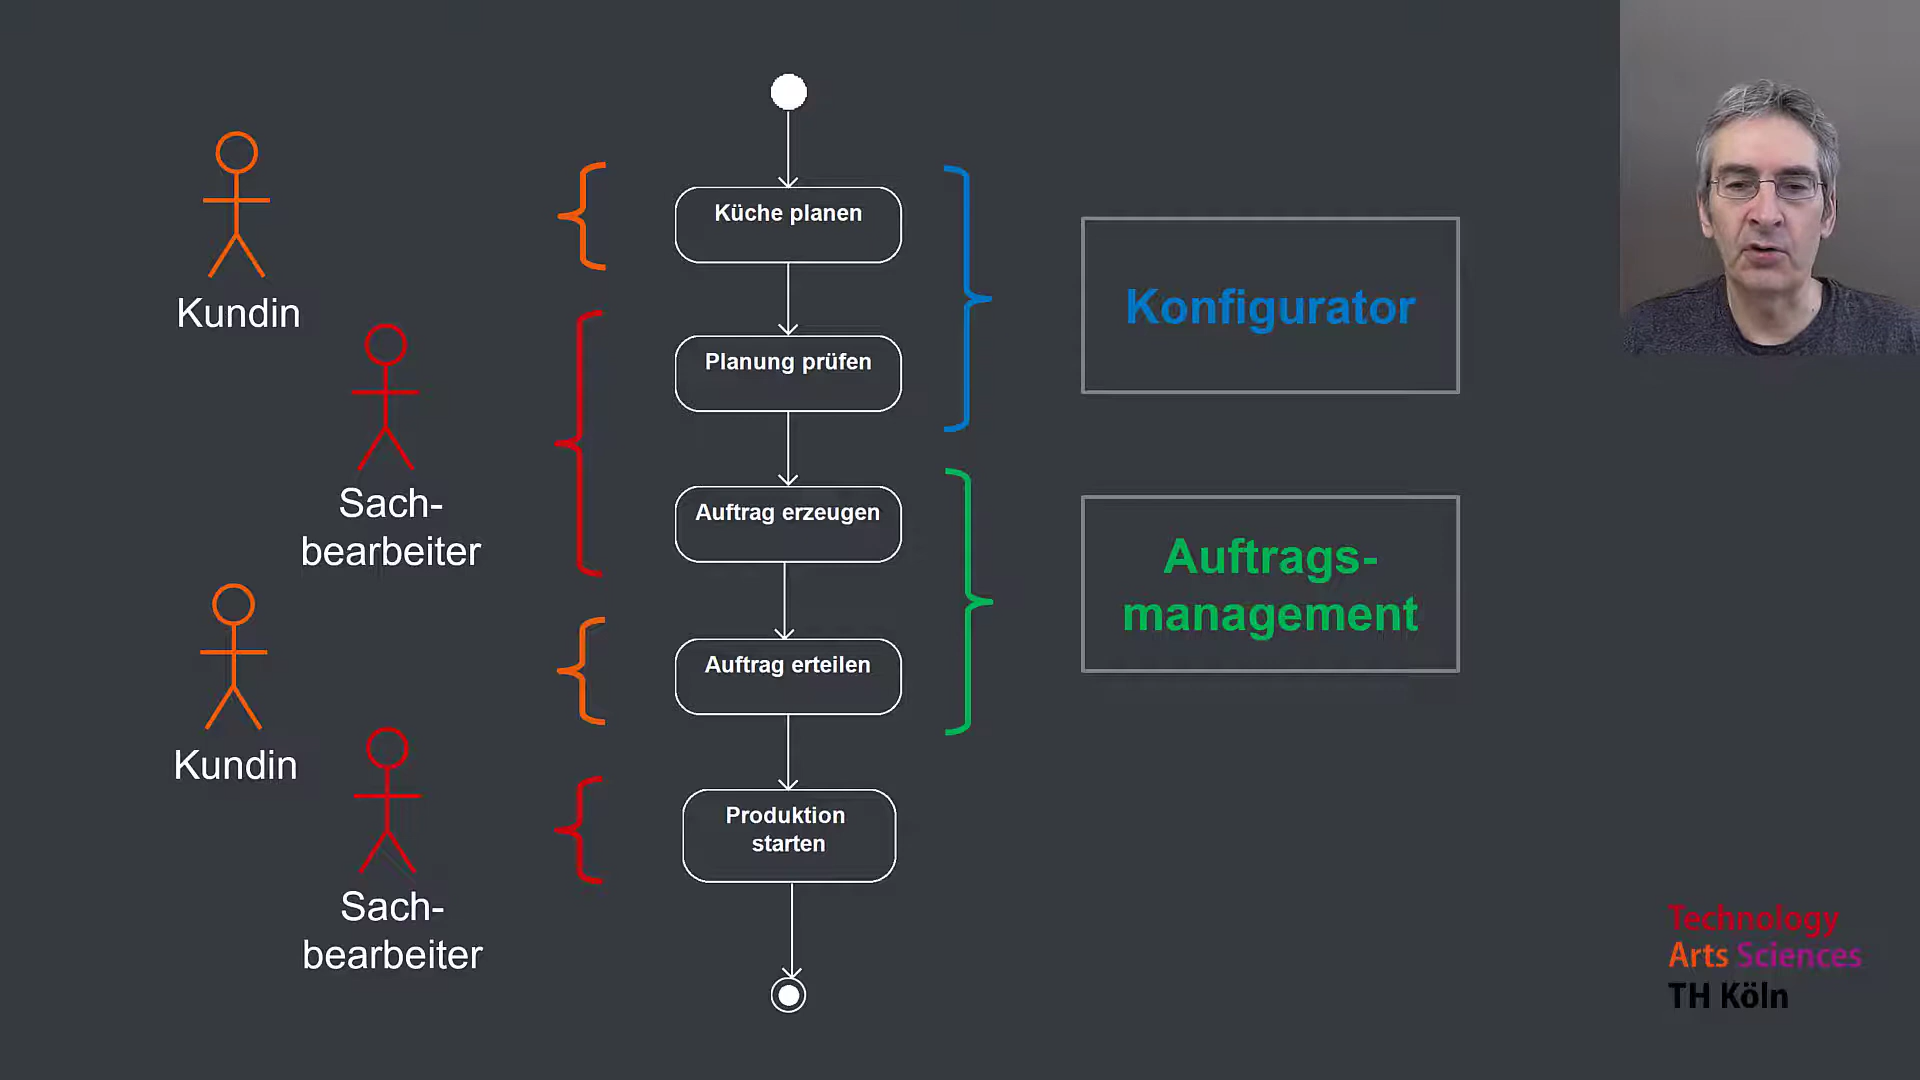 Kundin
Sach-
bearbeiter
Kundin
Sach-
bearbeiter
Küche planen
Planung prüfen
Auftrag erzeugen
Auftrag erteilen
Produktion
starten
Konfigurator
Auftrags-
management
Technology
Arts Sciences
TH Köln